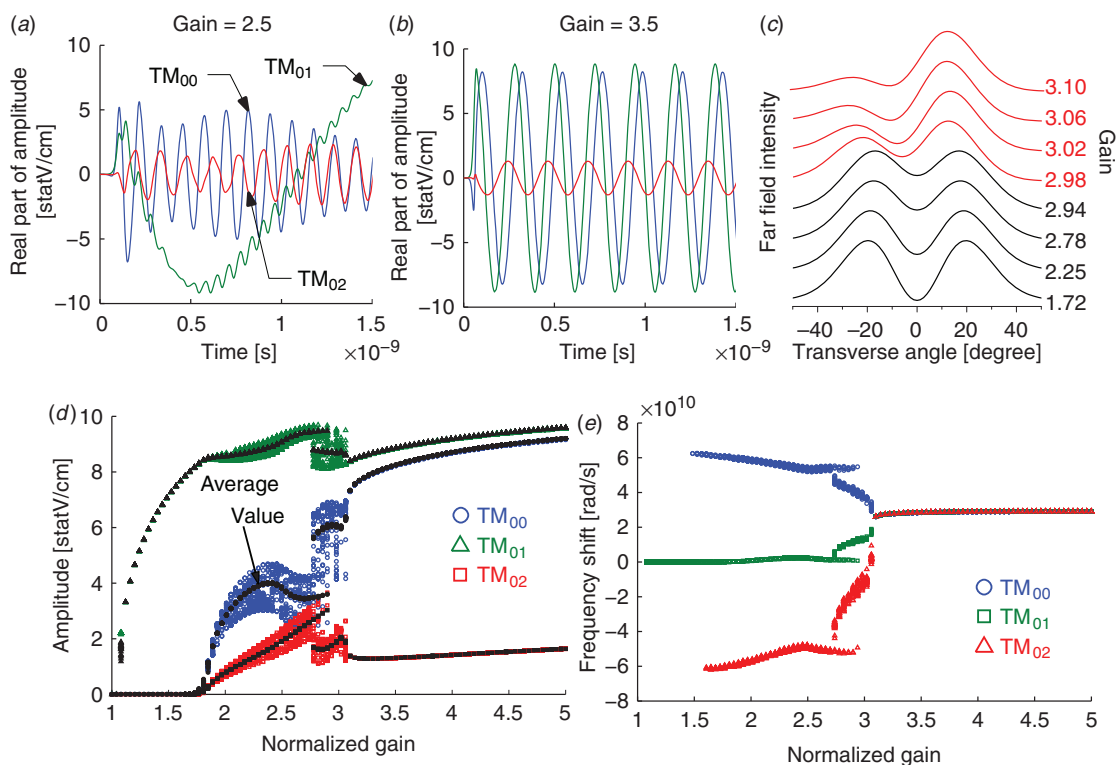 (a) Gain = 2.5
Real part of amplitude
[statV/cm]
10
5
0
−5
−10
TM00
TM01
TM02
0 0.5 1 1.5
Time [s] ×10−9
(b) Gain = 3.5
Real part of amplitude
[statV/cm]
10
5
0
−5
−10
0 0.5 1 1.5
Time [s] ×10−9
(c)
Far field intensity
3.10
3.06
3.02
2.98
2.94
2.78
2.25
1.72
Gain
−40 −20 0 20 40
Transverse angle [degree]
(d)
Amplitude [statV/cm]
10
8
6
4
2
0
Average
Value
TM00
TM01
TM02
1 1.5 2 2.5 3 3.5 4 4.5 5
Normalized gain
(e) ×1010
Frequency shift [rad/s]
8
6
4
2
0
−2
−4
−6
−8
TM00
TM01
TM02
1 1.5 2 2.5 3 3.5 4 4.5 5
Normalized gain